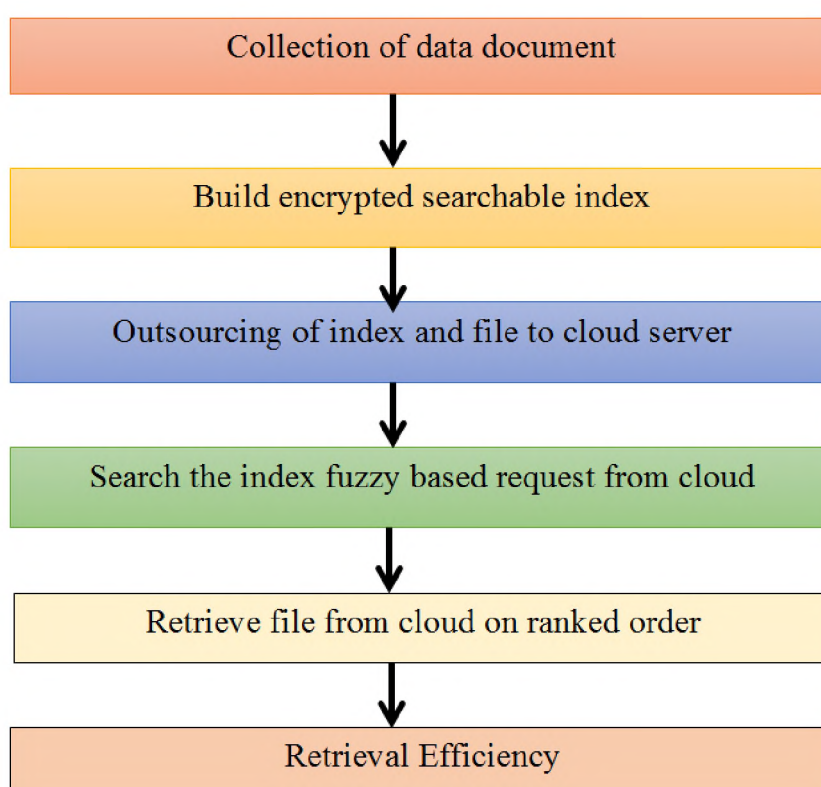 Collection of data document
Build encrypted searchable index
Outsourcing of index and file to cloud server
Search the index fuzzy based request from cloud
Retrieve file from cloud on ranked order
Retrieval Efficiency